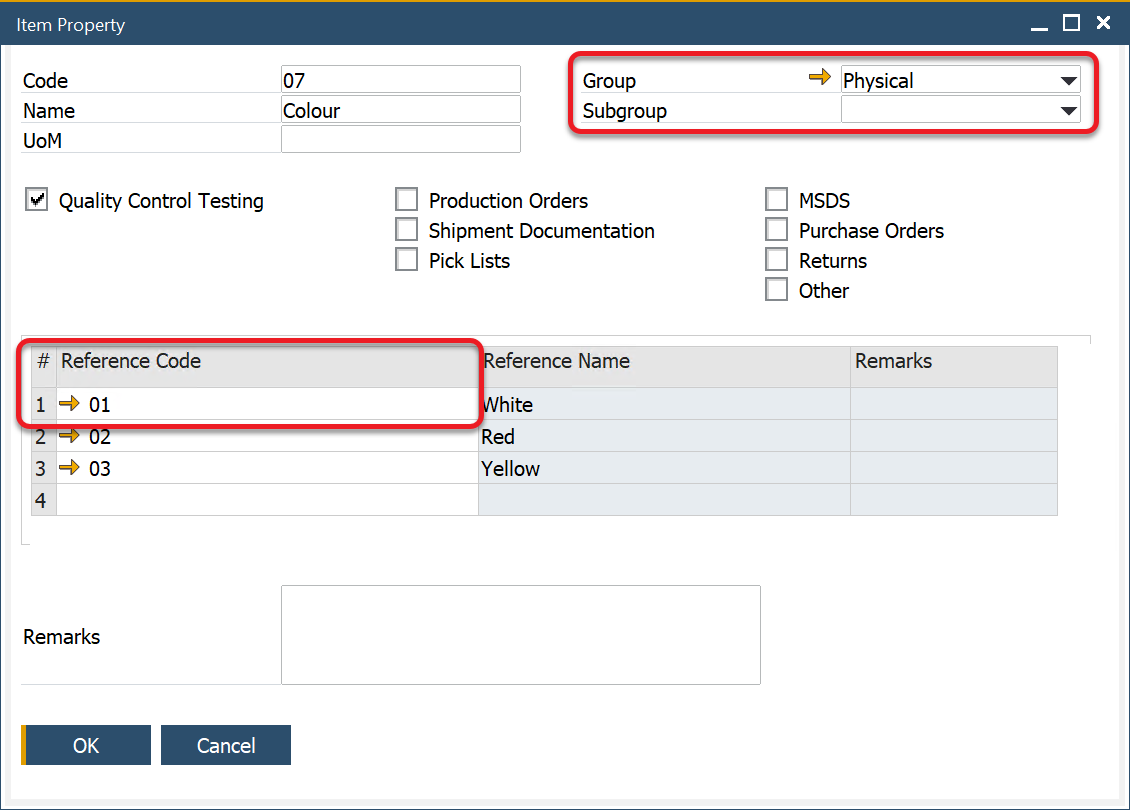 Item Property
Code 07
Name Colour
UoM
Group Physical
Subgroup
Quality Control Testing
Production Orders
Shipment Documentation
Pick Lists
MSDS
Purchase Orders
Returns
Other
# Reference Code Reference Name Remarks
1 01 White
2 02 Red
3 03 Yellow
4
Remarks
OK Cancel